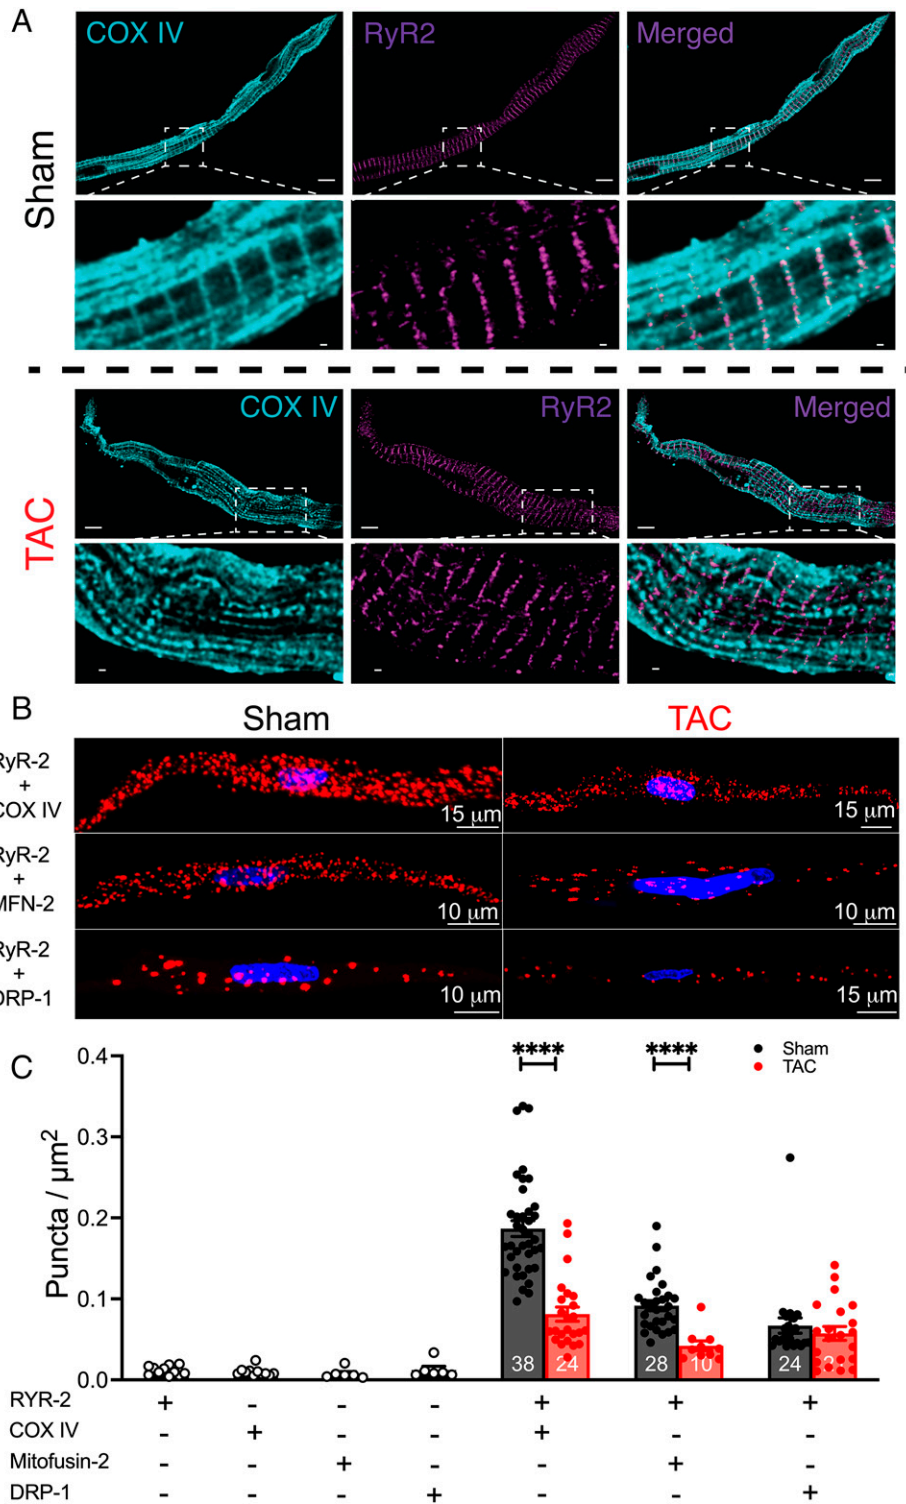 A
COX IV
RyR2
Merged
Sham
COX IV
RyR2
Merged
TAC
B
Sham
TAC
RyR-2
+
COX IV
15 μm
15 μm
RyR-2
+
MFN-2
10 μm
10 μm
RyR-2
+
DRP-1
10 μm
15 μm
C
Puncta / μm²
0.4
0.3
0.2
0.1
0.0
**** ****
Sham
TAC
38 24 28 10 24
RYR-2 + - - - + + +
COX IV - + - - + - -
Mitofusin-2 - - + - - + -
DRP-1 - - - + - - +